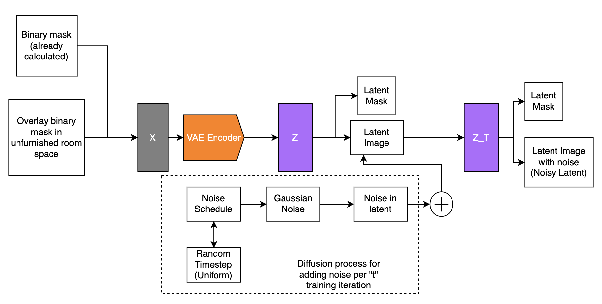 Binary mask
(already
calculated)
Overlay binary
mask in
unfurnished room
space
X
VAE Encoder
Z
Latent
Mask
Latent
Image
Z_T
Latent
Mask
Latent Image
with noise
(Noisy Latent)
Noise
Schedule
Gaussian
Noise
Noise in
latent
Random
Timestep
(Uniform)
Diffusion process for
adding noise per "t"
training iteration